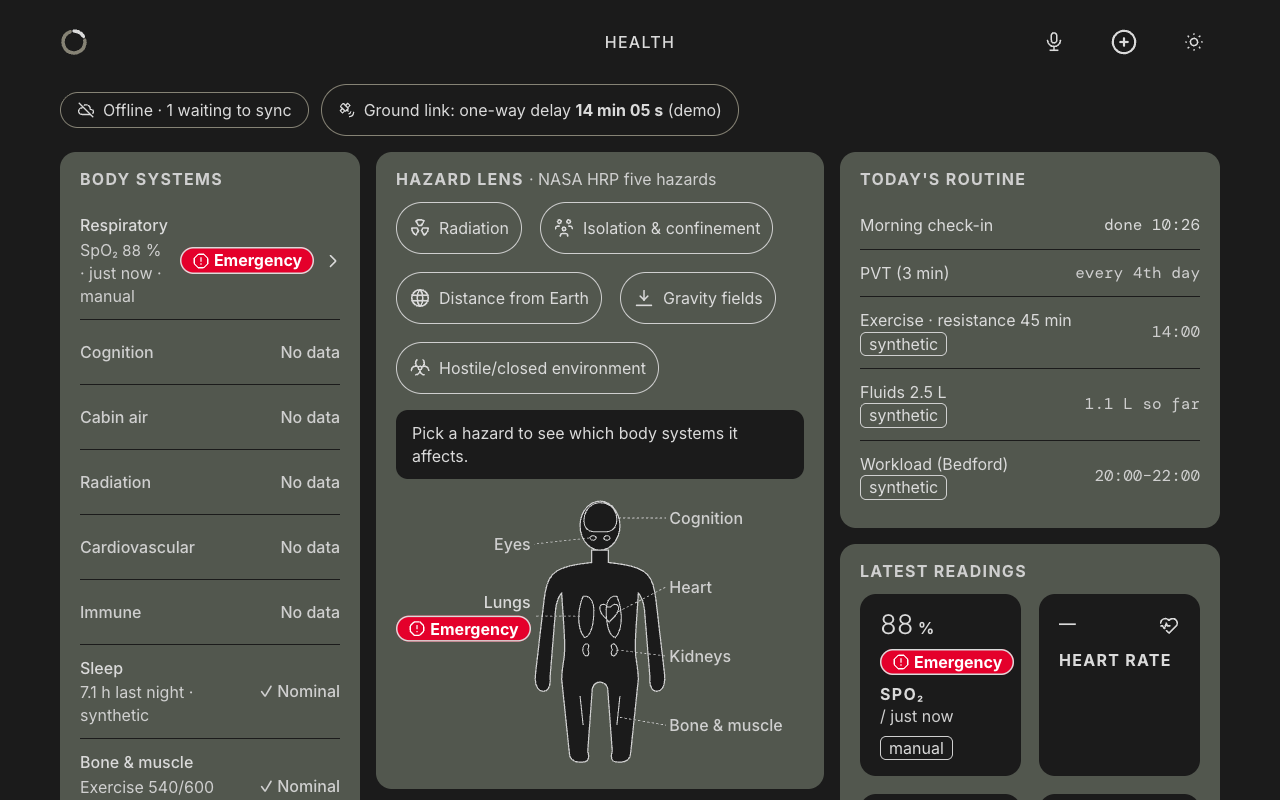 HEALTH
Offline · 1 waiting to sync
Ground link: one-way delay 14 min 05 s (demo)
BODY SYSTEMS
Respiratory
SpO₂ 88 %
· just now ·
manual
Emergency
Cognition
No data
Cabin air
No data
Radiation
No data
Cardiovascular
No data
Immune
No data
Sleep
7.1 h last night ·
synthetic
Nominal
Bone & muscle
Exercise 540/600
Nominal
HAZARD LENS · NASA HRP five hazards
Radiation
Isolation & confinement
Distance from Earth
Gravity fields
Hostile/closed environment
Pick a hazard to see which body systems it
affects.
Cognition
Eyes
Heart
Lungs
Emergency
Kidneys
Bone & muscle
TODAY'S ROUTINE
Morning check-in
done 10:26
PVT (3 min)
every 4th day
Exercise · resistance 45 min
synthetic
14:00
Fluids 2.5 L
synthetic
1.1 L so far
Workload (Bedford)
synthetic
20:00–22:00
LATEST READINGS
88 %
Emergency
SPO₂
/ just now
manual
—
HEART RATE